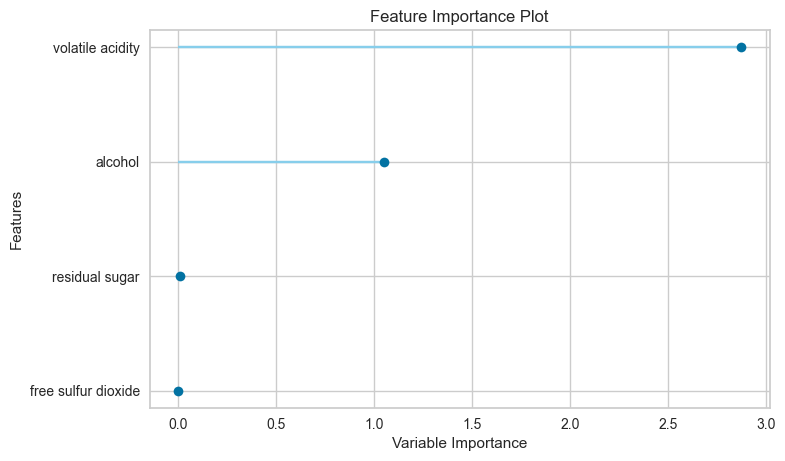 Feature Importance Plot
volatile acidity
alcohol
residual sugar
free sulfur dioxide
Features
0.0 0.5 1.0 1.5 2.0 2.5 3.0
Variable Importance